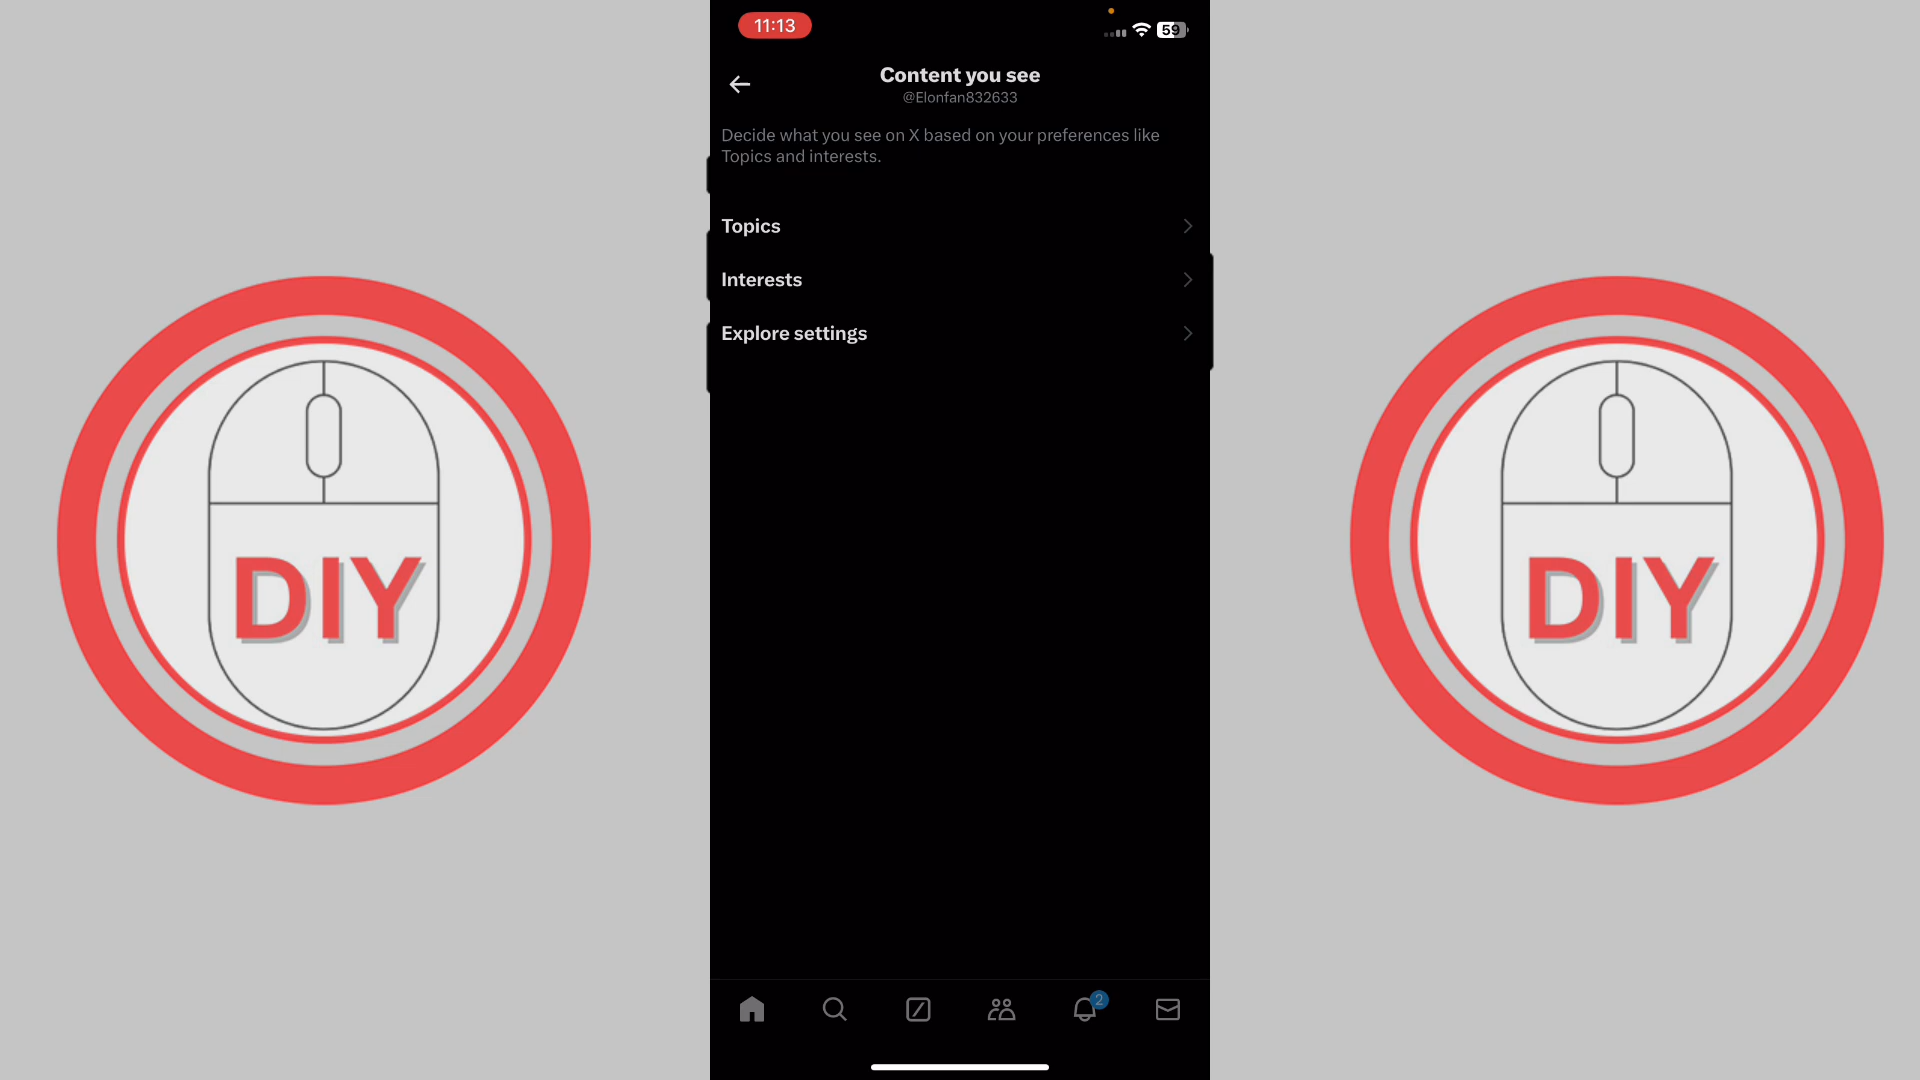 11:13
59
Content you see
@Elonfan832633
Decide what you see on X based on your preferences like
Topics and interests.
Topics
Interests
Explore settings
DIY
DIY
2